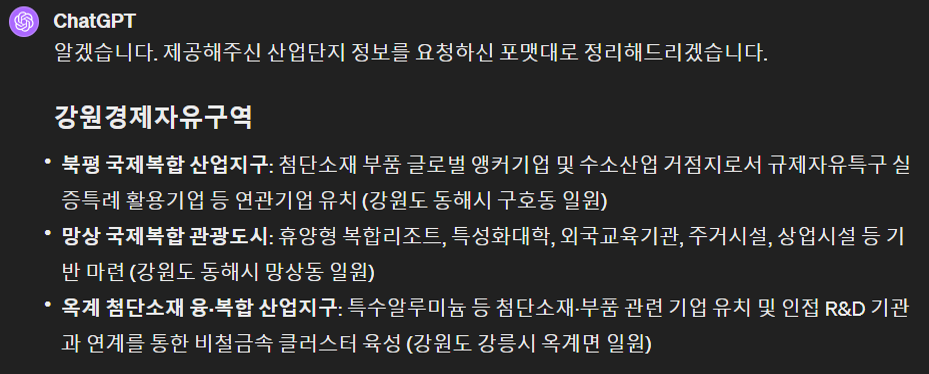 ChatGPT
알겠습니다. 제공해주신 산업단지 정보를 요청하신 포맷대로 정리해드리겠습니다.
강원경제자유구역
• 북평 국제복합 산업지구: 첨단소재 부품 글로벌 앵커기업 및 수소산업 거점지로서 규제자유특구 실
증특례 활용기업 등 연관기업 유치 (강원도 동해시 구호동 일원)
• 망상 국제복합 관광도시: 휴양형 복합리조트, 특성화대학, 외국교육기관, 주거시설, 상업시설 등 기
반 마련 (강원도 동해시 망상동 일원)
• 옥계 첨단소재 융·복합 산업지구: 특수알루미늄 등 첨단소재·부품 관련 기업 유치 및 인접 R&D 기관
과 연계를 통한 비철금속 클러스터 육성 (강원도 강릉시 옥계면 일원)